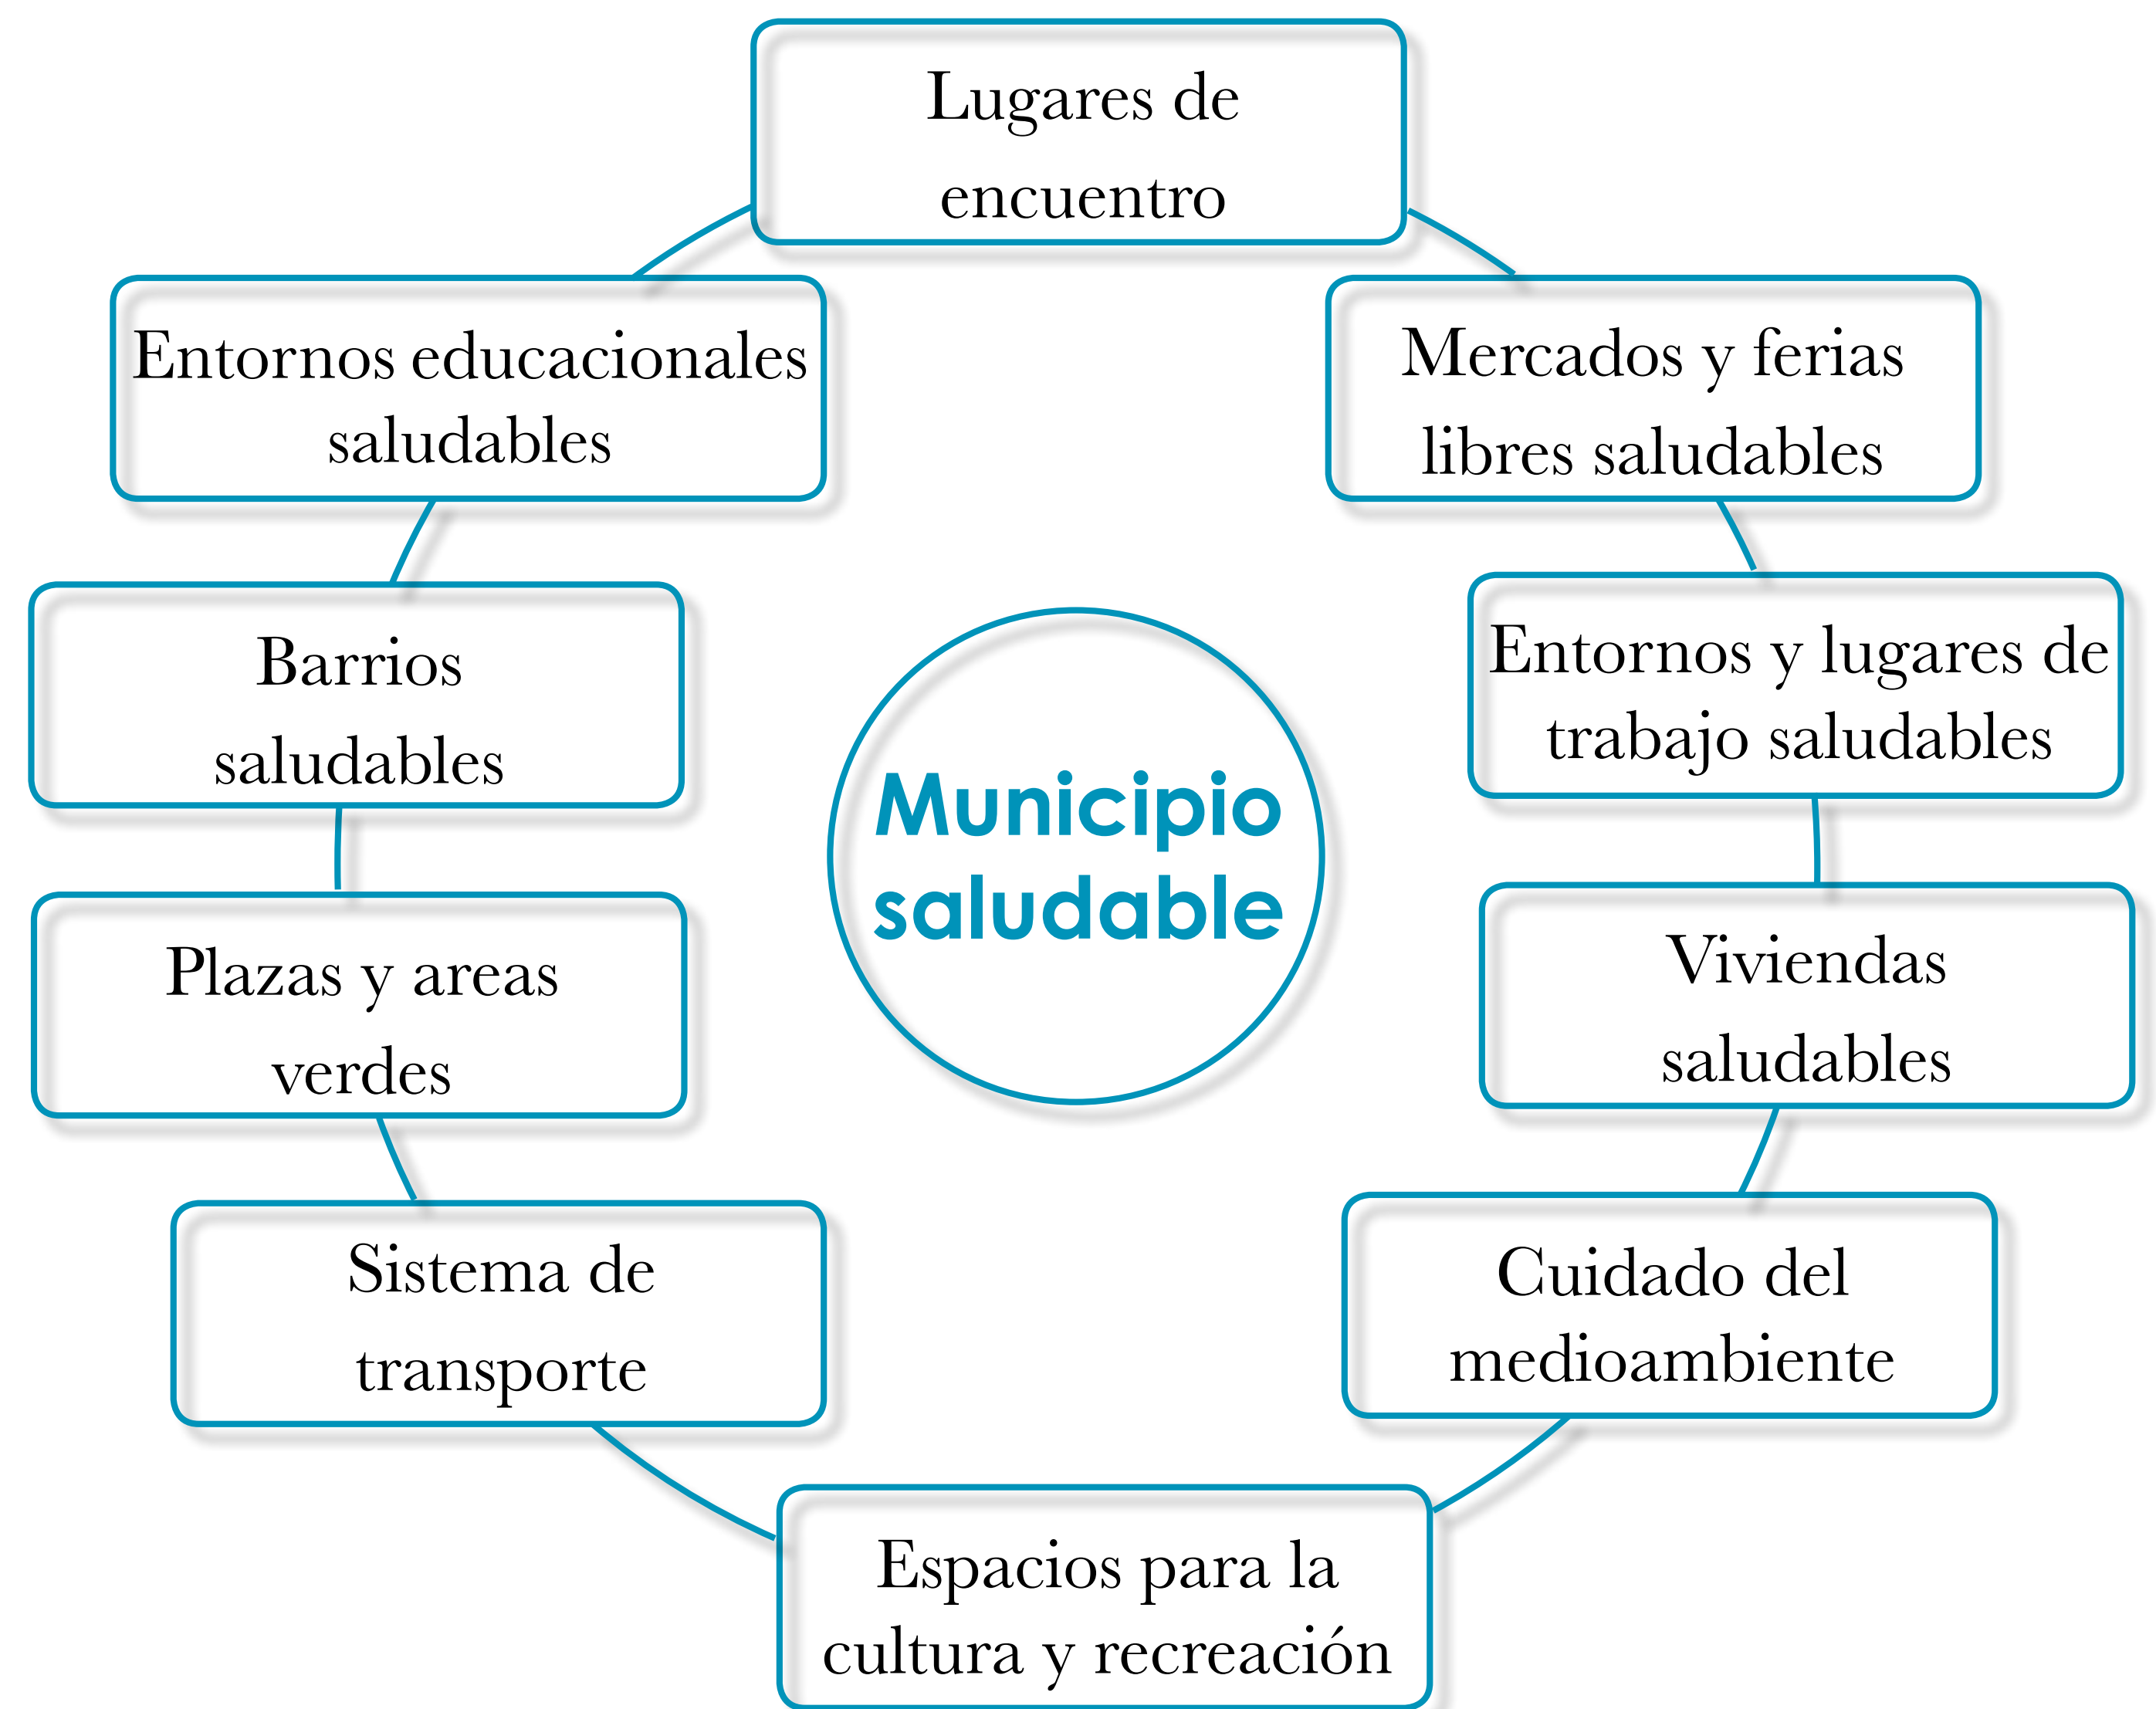 Lugares de
encuentro
Entornos educacionales
saludables
Mercados y ferias
libres saludables
Barrios
saludables
Entornos y lugares de
trabajo saludables
Municipio
saludable
Plazas y areas
verdes
Viviendas
saludables
Sistema de
transporte
Cuidado del
medioambiente
Espacios para la
cultura y recreación